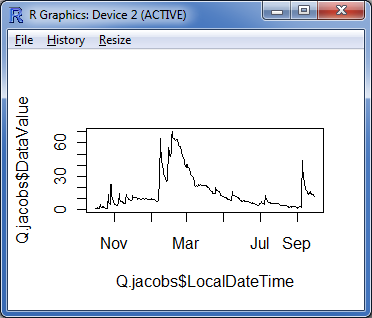 R Graphics: Device 2 (ACTIVE)
File History Resize
Q.jacobs$DataValue
60
30
0
Nov Mar Jul Sep
Q.jacobs$LocalDateTime